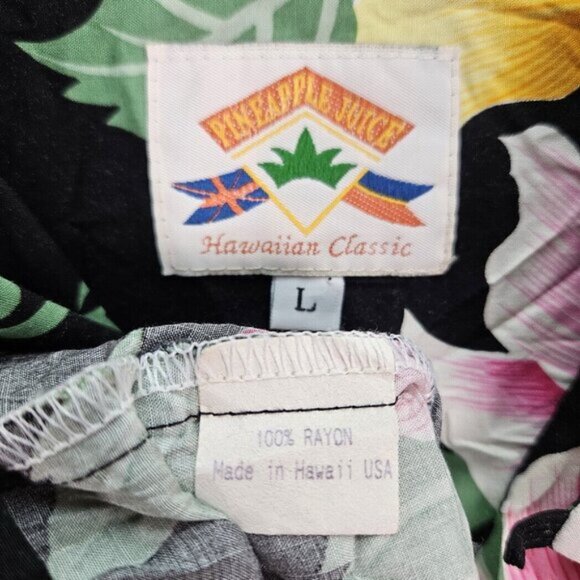 PINEAPPLE JUICE
Hawaiian Classic
L
100% RAYON
Made in Hawaii USA